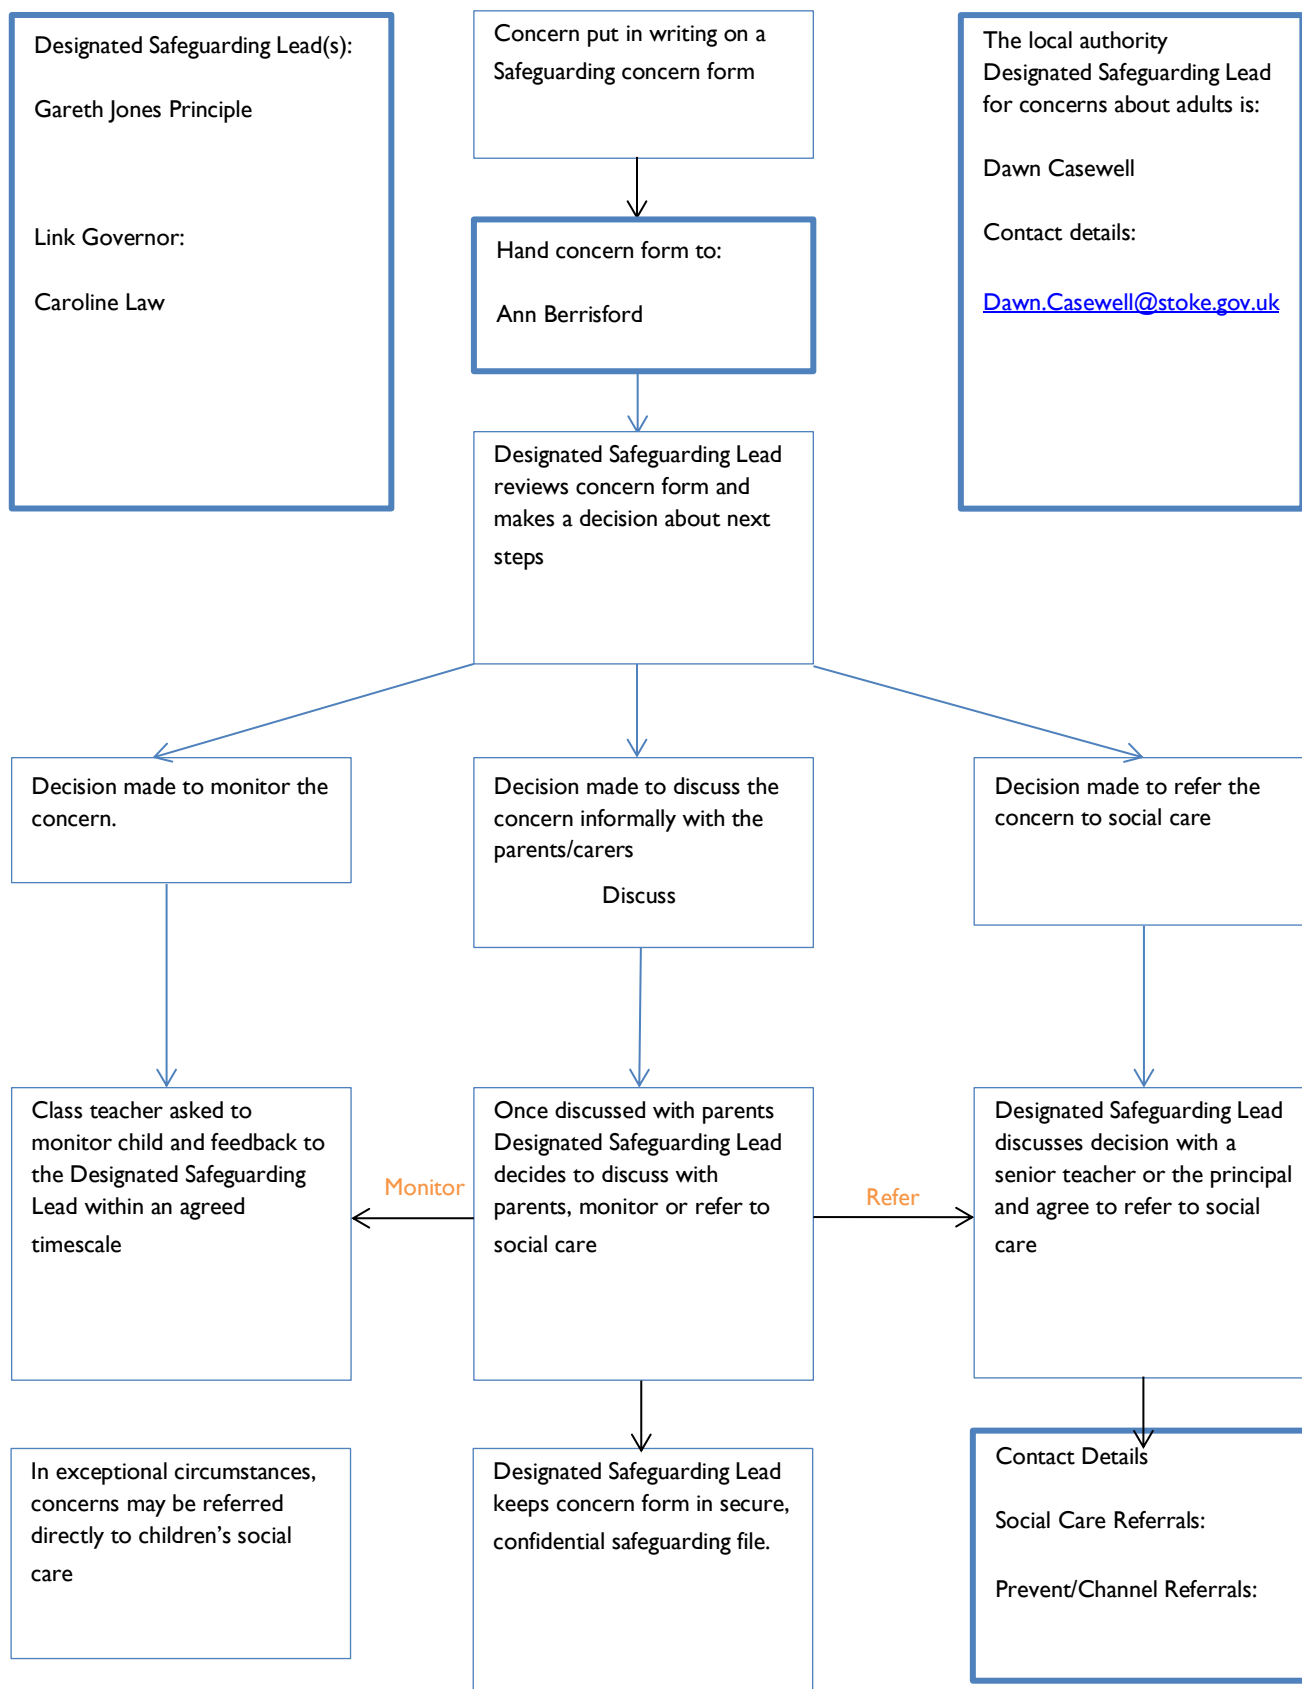 Designated Safeguarding Lead(s):
Gareth Jones Principle
Link Governor:
Caroline Law
Concern put in writing on a
Safeguarding concern form
The local authority
Designated Safeguarding Lead
for concerns about adults is:
Dawn Casewell
Contact details:
Dawn.Casewell@stoke.gov.uk
Hand concern form to:
Ann Berrisford
Designated Safeguarding Lead
reviews concern form and
makes a decision about next
steps
Decision made to monitor the
concern.
Decision made to discuss the
concern informally with the
parents/carers
Discuss
Decision made to refer the
concern to social care
Class teacher asked to
monitor child and feedback to
the Designated Safeguarding
Lead within an agreed
timescale
Monitor
Once discussed with parents
Designated Safeguarding Lead
decides to discuss with
parents, monitor or refer to
social care
Refer
Designated Safeguarding Lead
discusses decision with a
senior teacher or the principal
and agree to refer to social
care
In exceptional circumstances,
concerns may be referred
directly to children’s social
care
Designated Safeguarding Lead
keeps concern form in secure,
confidential safeguarding file.
Contact Details
Social Care Referrals:
Prevent/Channel Referrals: